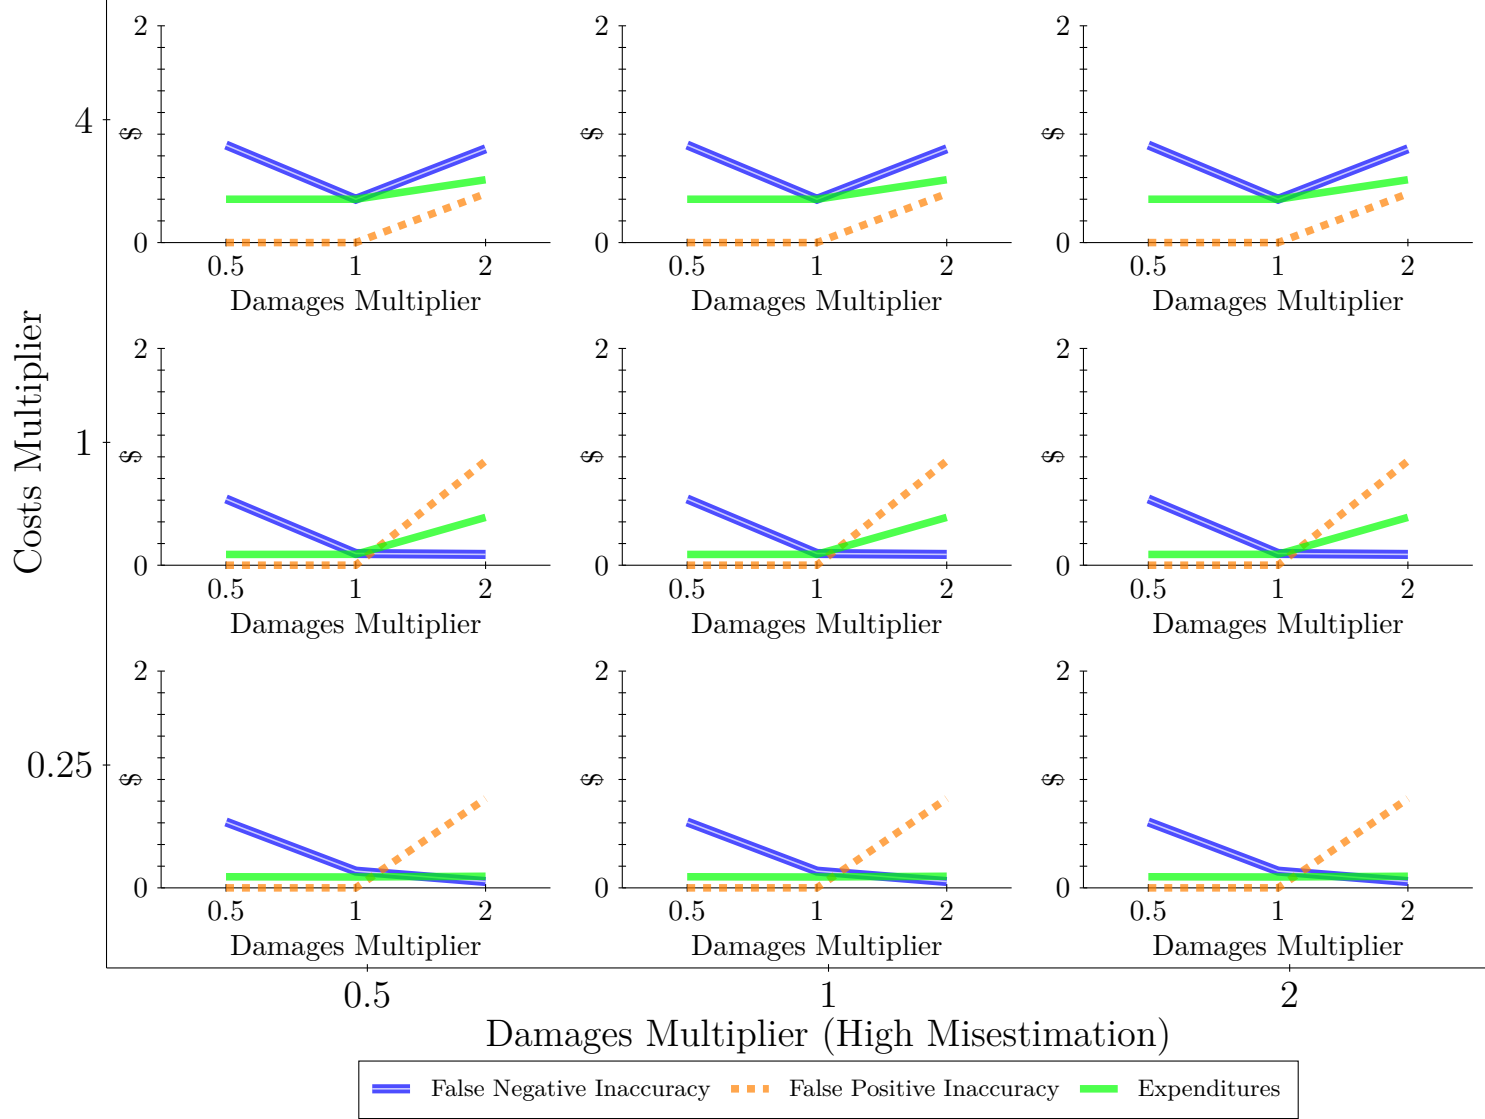 2 2 2
4
$ $ $
0 0 0
0.5 1 2 0.5 1 2 0.5 1 2
Damages Multiplier Damages Multiplier Damages Multiplier
Costs Multiplier
2 2 2
1
$ $ $
0 0 0
0.5 1 2 0.5 1 2 0.5 1 2
Damages Multiplier Damages Multiplier Damages Multiplier
2 2 2
0.25
$ $ $
0 0 0
0.5 1 2 0.5 1 2 0.5 1 2
Damages Multiplier Damages Multiplier Damages Multiplier
0.5 1 2
Damages Multiplier (High Misestimation)
False Negative Inaccuracy False Positive Inaccuracy Expenditures